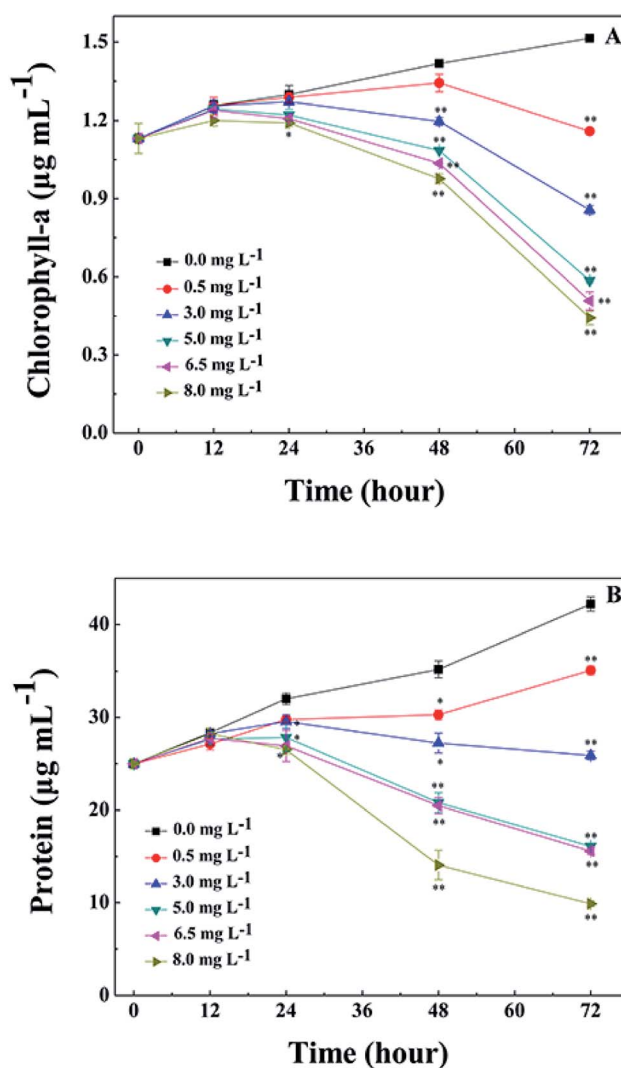 A
1.5
1.2
0.9
0.6
0.3
0.0
Chlorophyll-a (µg mL⁻¹)
**
**
**
**
*
**
**
**
**
**
**
0.0 mg L⁻¹
0.5 mg L⁻¹
3.0 mg L⁻¹
5.0 mg L⁻¹
6.5 mg L⁻¹
8.0 mg L⁻¹
0 12 24 36 48 60 72
Time (hour)
B
40
30
20
10
0
Protein (µg mL⁻¹)
**
*
*
*
**
*
*
**
**
**
**
**
**
0.0 mg L⁻¹
0.5 mg L⁻¹
3.0 mg L⁻¹
5.0 mg L⁻¹
6.5 mg L⁻¹
8.0 mg L⁻¹
0 12 24 36 48 60 72
Time (hour)